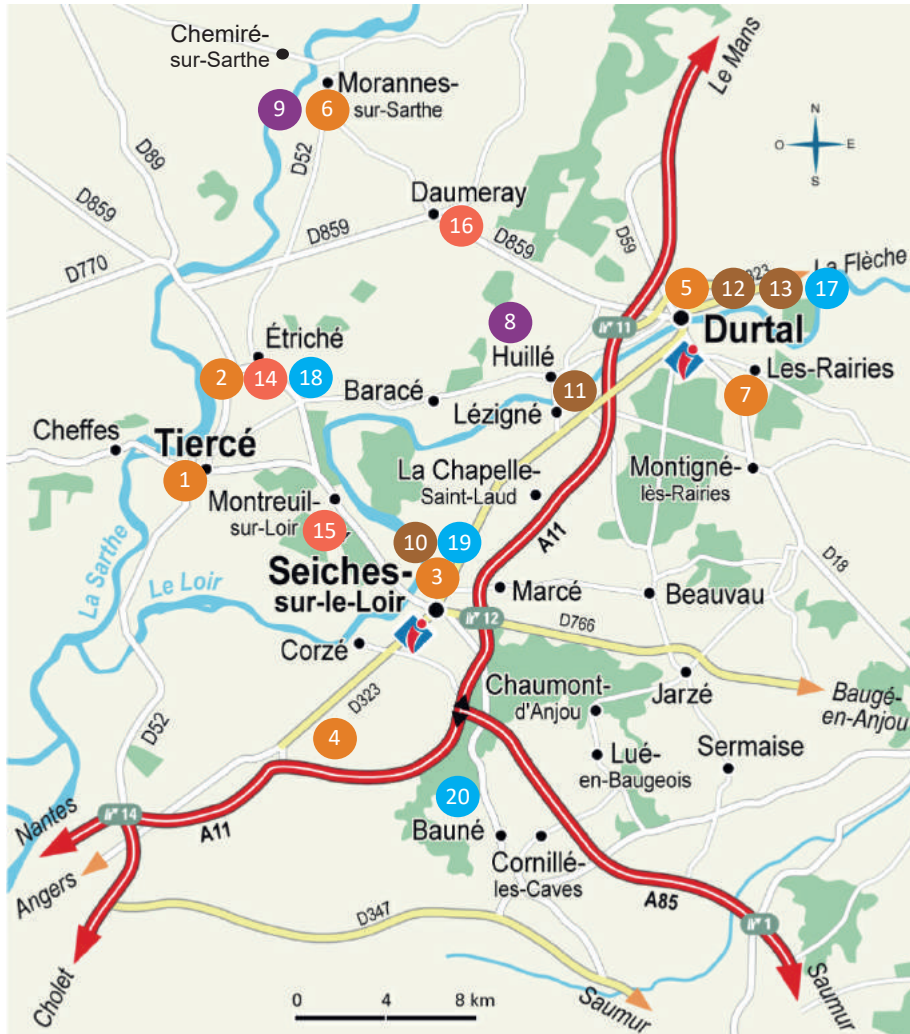 Chemiré-
sur-Sarthe
Morannes-
sur-Sarthe
9
6
Le Mans
N
O
E
S
D89
D52
D859
Daumeray
16
D859
D859
D59
D770
La Flèche
5
12
13
17
8
11
Durtal
Huillé
Étriché
2
14
18
Baracé
11
Les-Rairies
7
Lézigné
Cheffes
Tiercé
1
La Chapelle-
Saint-Laud
Montigné-
lès-Rairies
Montreuil-
sur-Loir
15
10
19
A11
D18
La Sarthe
Le Loir
Seiches-
sur-le-Loir
3
Marcé
Beauvau
12
D766
Corzé
D323
Chaumont-
d'Anjou
Jarzé
Baugé-
en-Anjou
D52
4
Lué-
en-Baugeois
Sermaise
Nantes
14
A11
20
Bauné
Cornillé-
les-Caves
Angers
A85
D347
1
Cholet
0
4
8 km
Saumur
Saumur